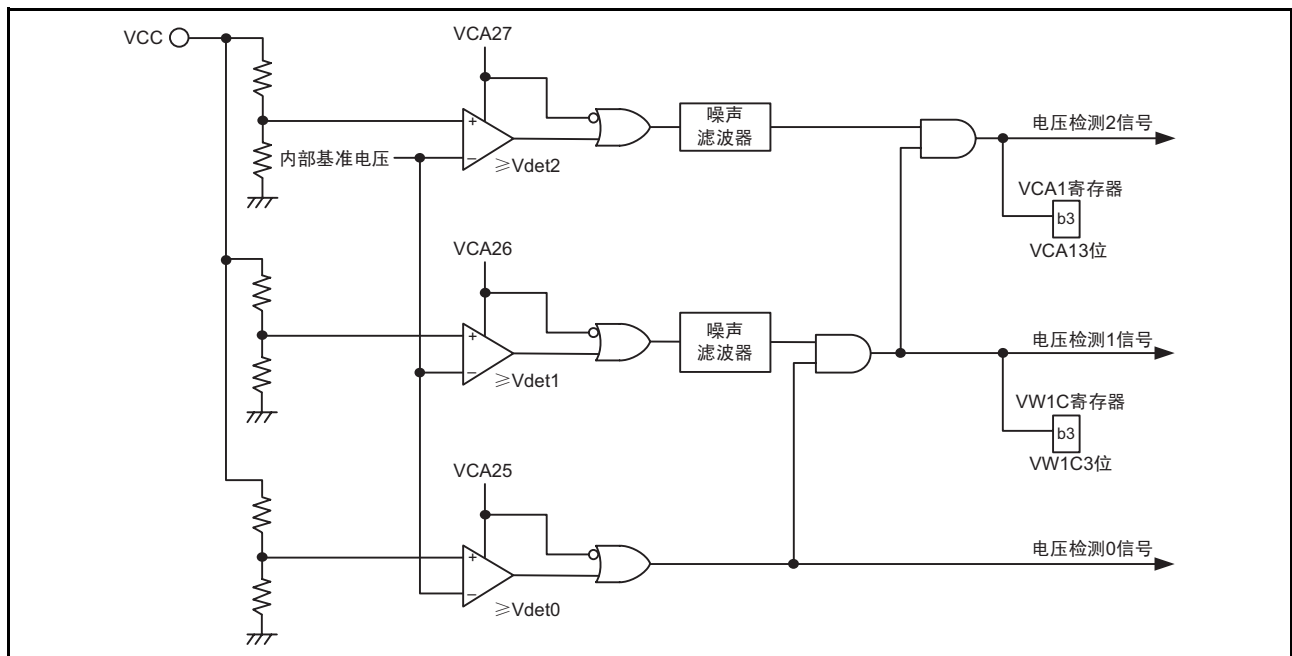 VCC
VCA27
+
−
内部基准电压
≥Vdet2
噪声
滤波器
电压检测2信号
VCA1寄存器
b3
VCA13位
VCA26
+
−
≥Vdet1
噪声
滤波器
电压检测1信号
VW1C寄存器
b3
VW1C3位
VCA25
+
−
≥Vdet0
电压检测0信号